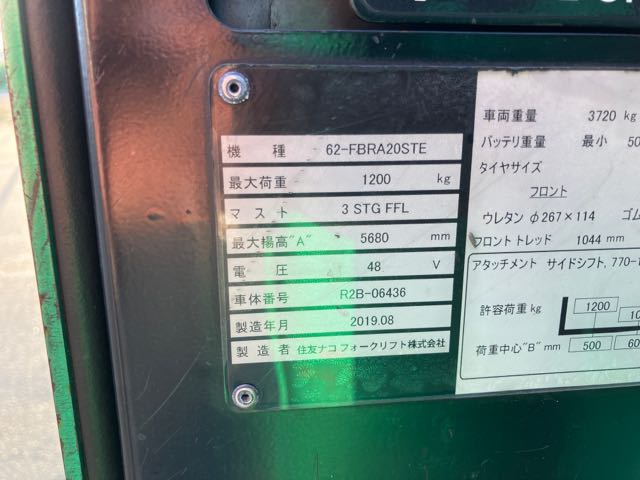 機種 62-FBRA20STE
最大荷重 1200 kg
マスト 3 STG FFL
最大揚高"A" 5680 mm
電圧 48 V
車体番号 R2B-06436
製造年月 2019.08
製造者 住友ナコ フォークリフト株式会社
車両重量 3720 kg
バッテリ重量 最小
タイヤサイズ
フロント
ウレタン φ267×114
フロント トレッド 1044 mm
アタッチメント サイドシフト, 770-
許容荷重 kg 1200
荷重中心"B" mm 500